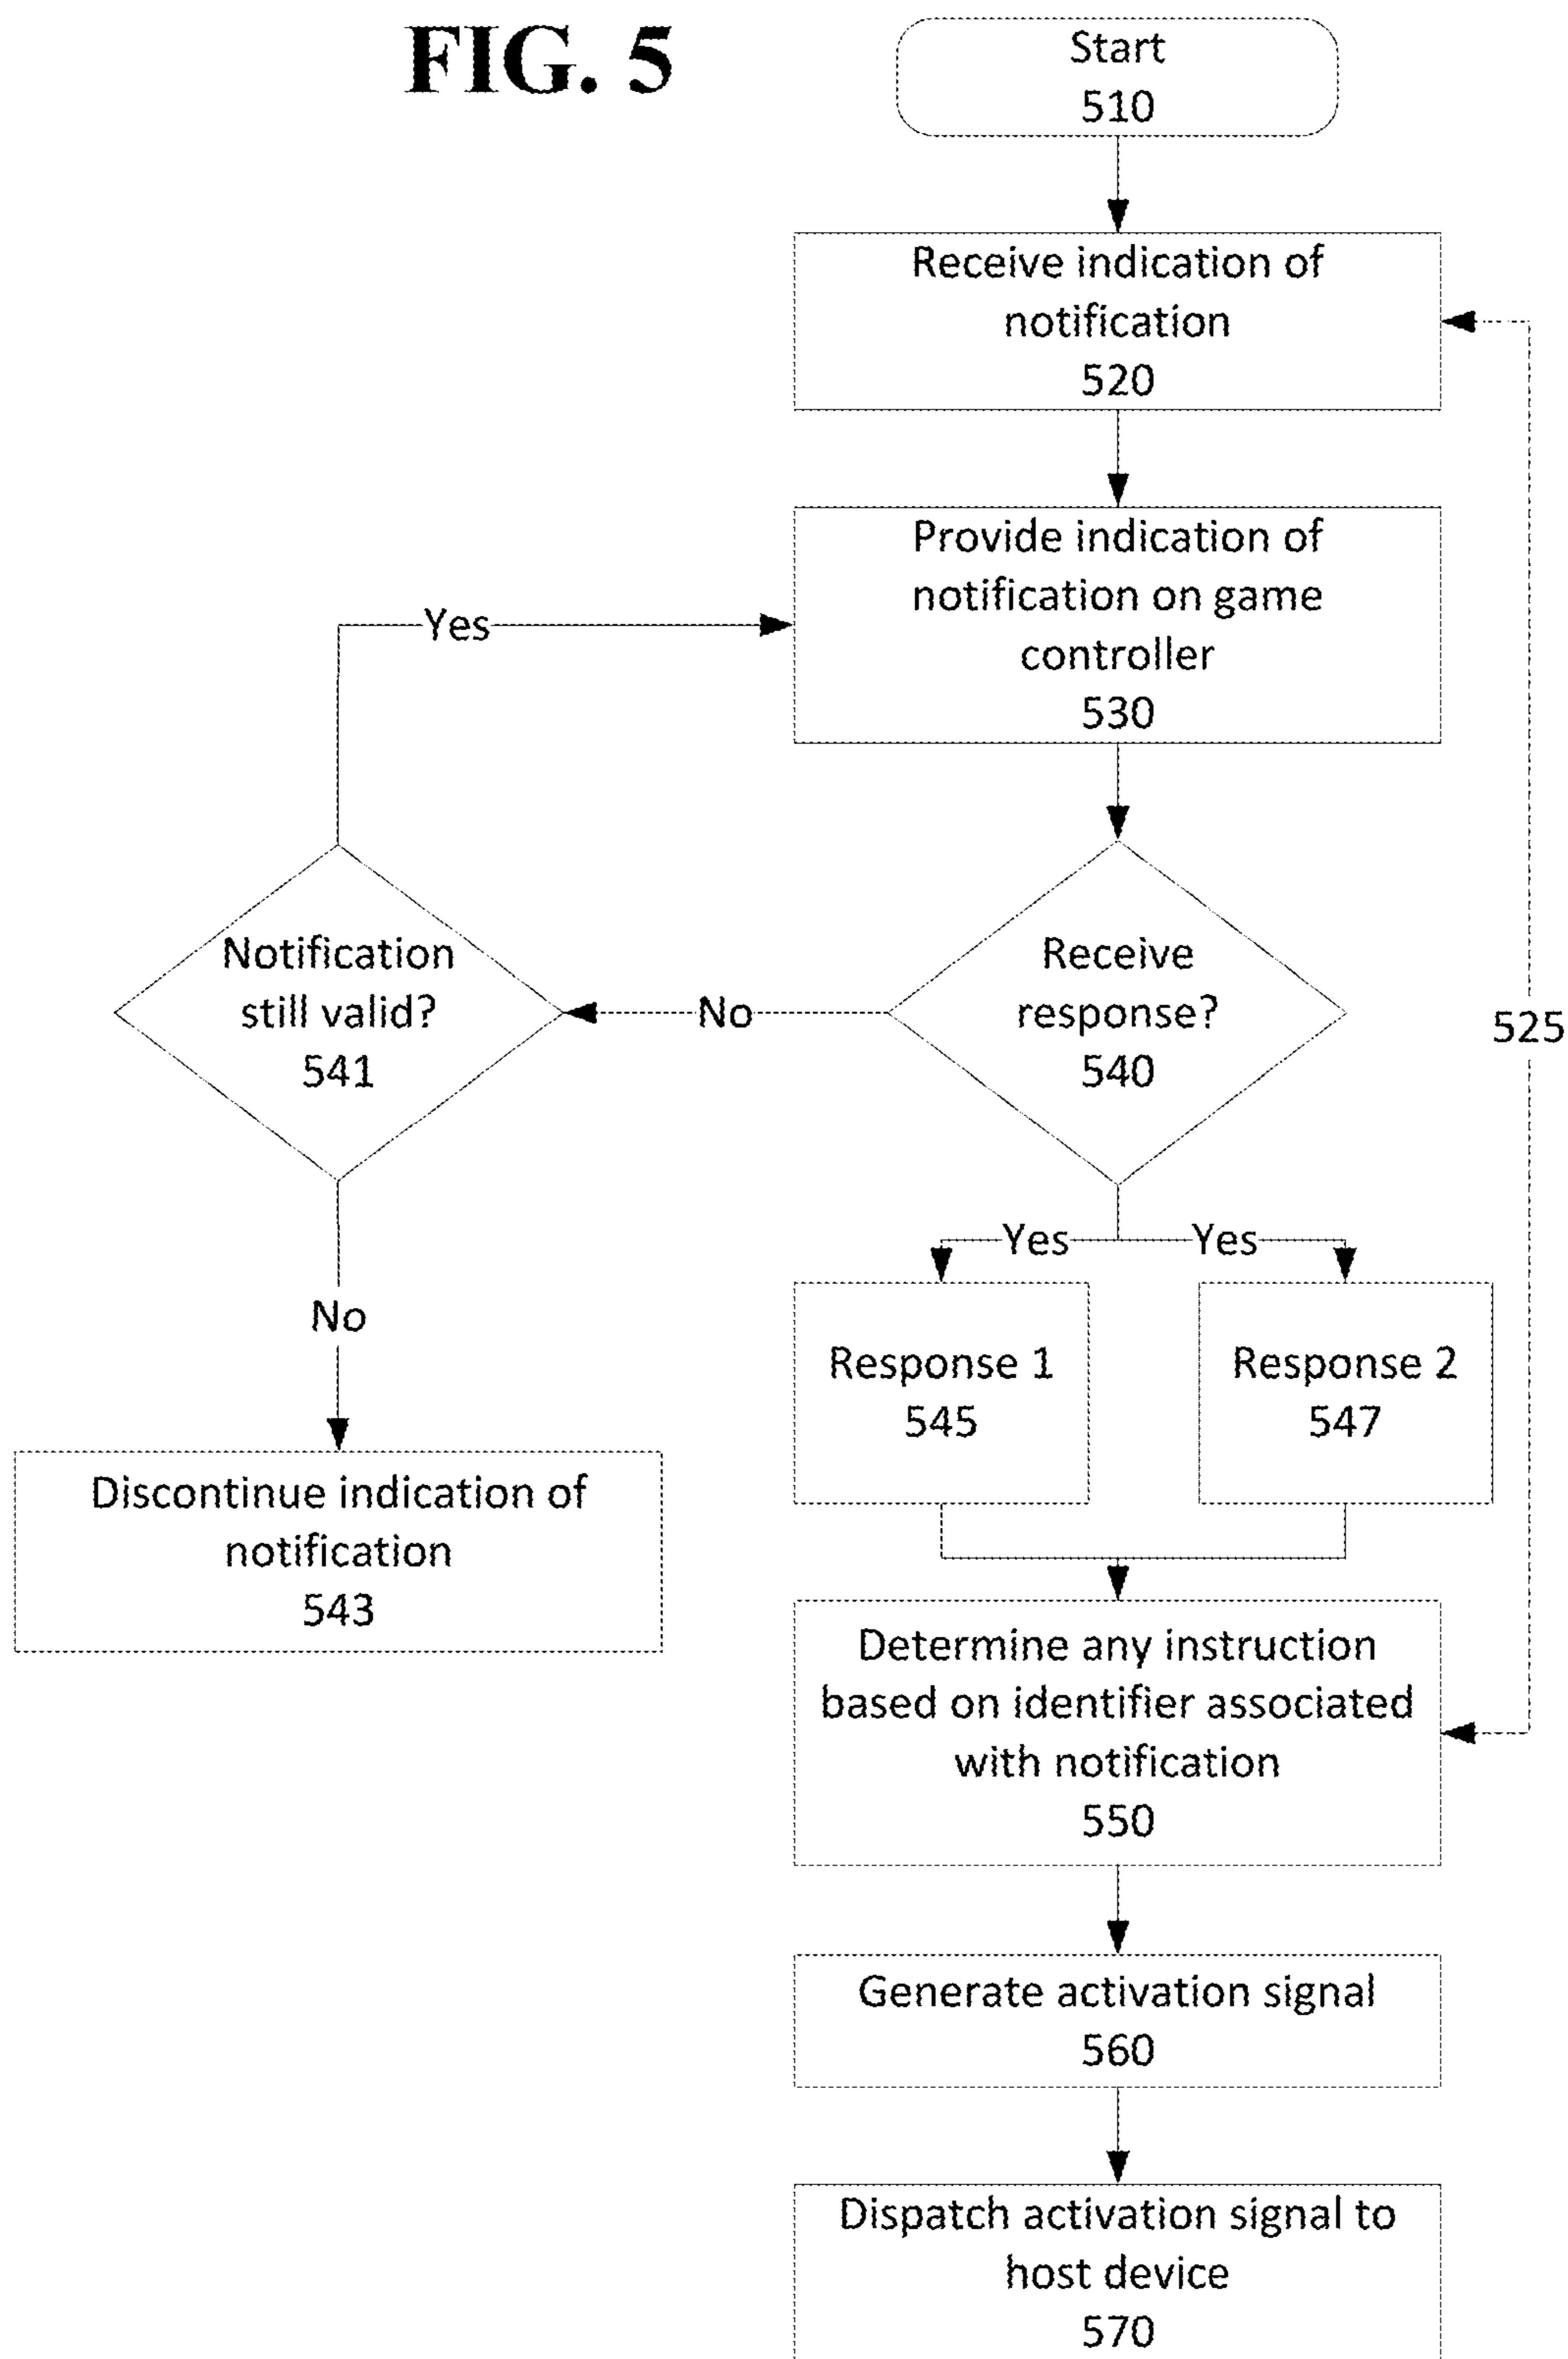 FIG. 5
Start
510
Receive indication of
notification
520
Provide indication of
notification on game
controller
530
Yes
Notification
still valid?
541
No
Receive
response?
540
525
Yes
Yes
No
Response 1
545
Response 2
547
Discontinue indication of
notification
543
Determine any instruction
based on identifier associated
with notification
550
Generate activation signal
560
Dispatch activation signal to
host device
570